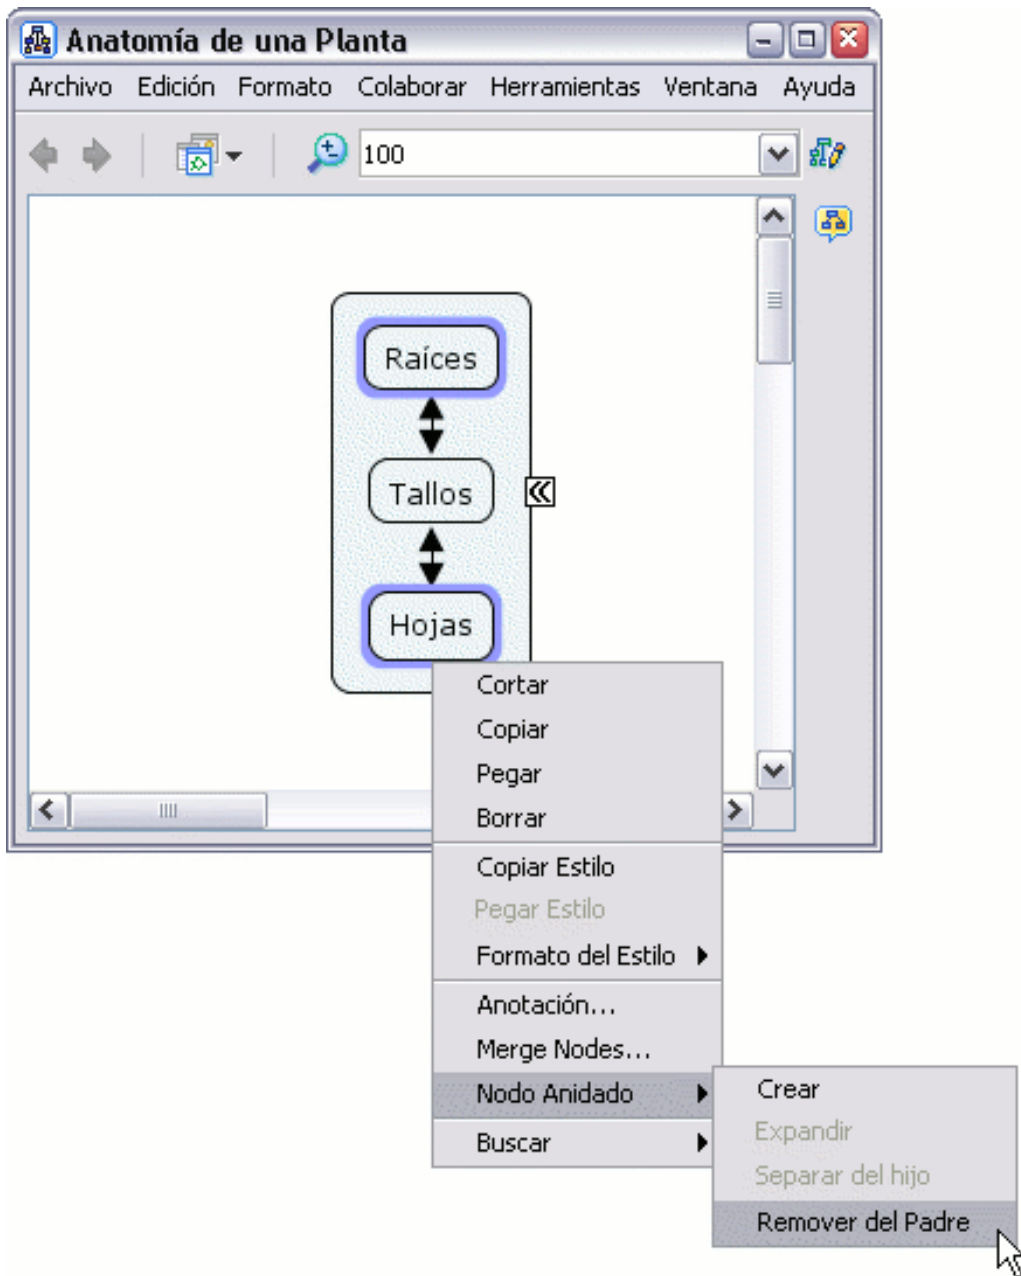 Anatomía de una Planta
Archivo Edición Formato Colaborar Herramientas Ventana Ayuda
100
Raíces
Tallos
Hojas
Cortar
Copiar
Pegar
Borrar
Copiar Estilo
Pegar Estilo
Formato del Estilo
Anotación...
Merge Nodes...
Nodo Anidado
Buscar
Crear
Expandir
Separar del hijo
Remover del Padre